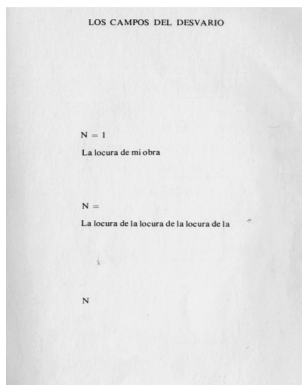 LOS CAMPOS DEL DESVARIO
N = 1
La locura de mi obra
N =
La locura de la locura de la locura de la
N